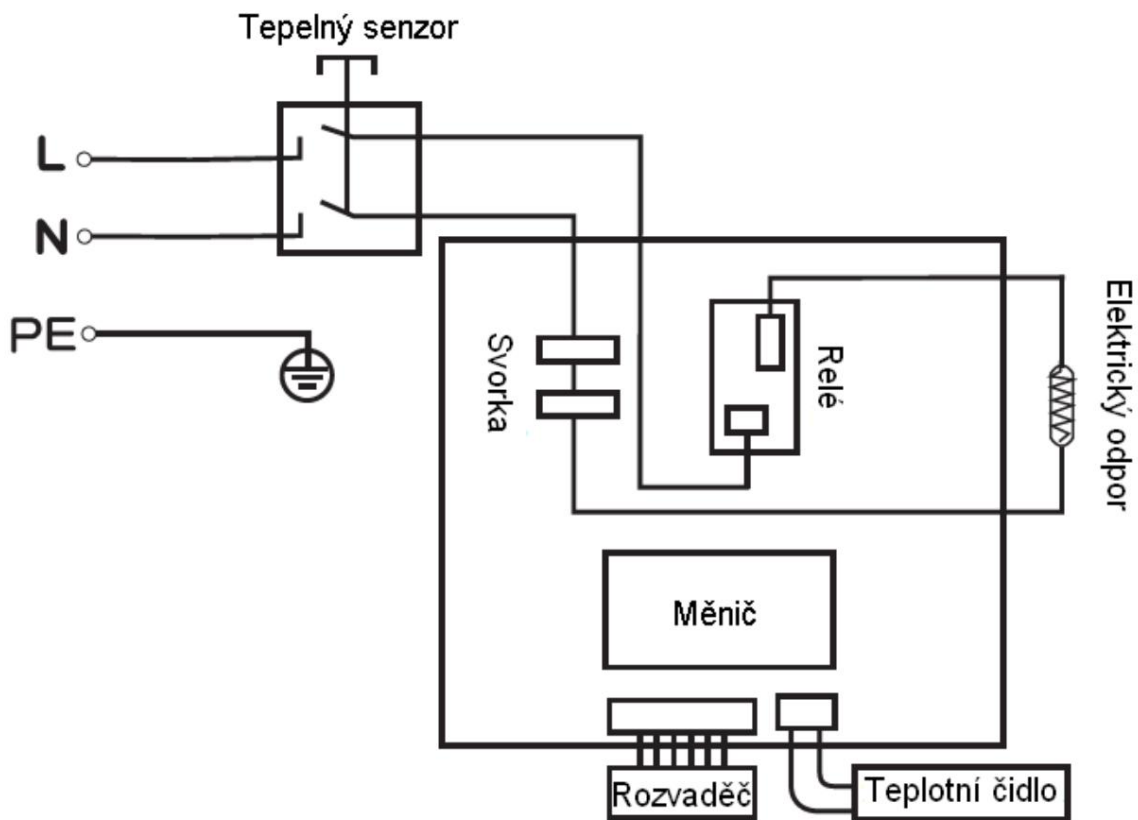 Tepelný senzor
L
N
PE
Svorka
Relé
Elektrický odpor
Měnič
Rozvaděč
Teplotní čidlo